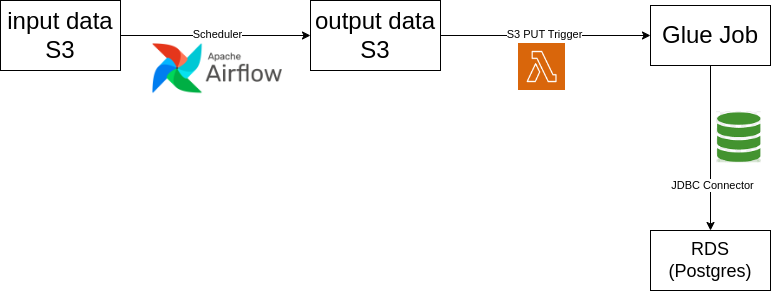 input data
S3
Scheduler
Apache
Airflow
output data
S3
S3 PUT Trigger
Glue Job
JDBC Connector
RDS
(Postgres)